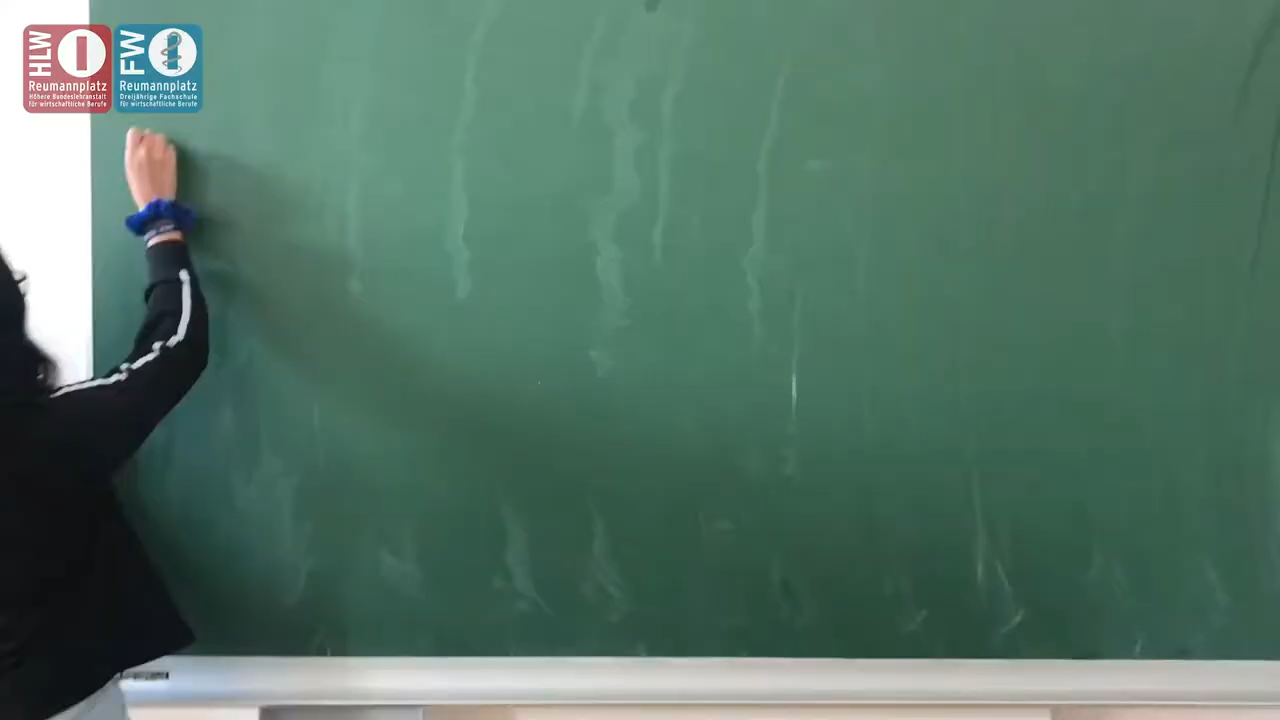 HLW
Reumannplatz
Höhere Bundeslehranstalt
für wirtschaftliche Berufe
FW
Reumannplatz
Dreijährige Fachschule
für wirtschaftliche Berufe